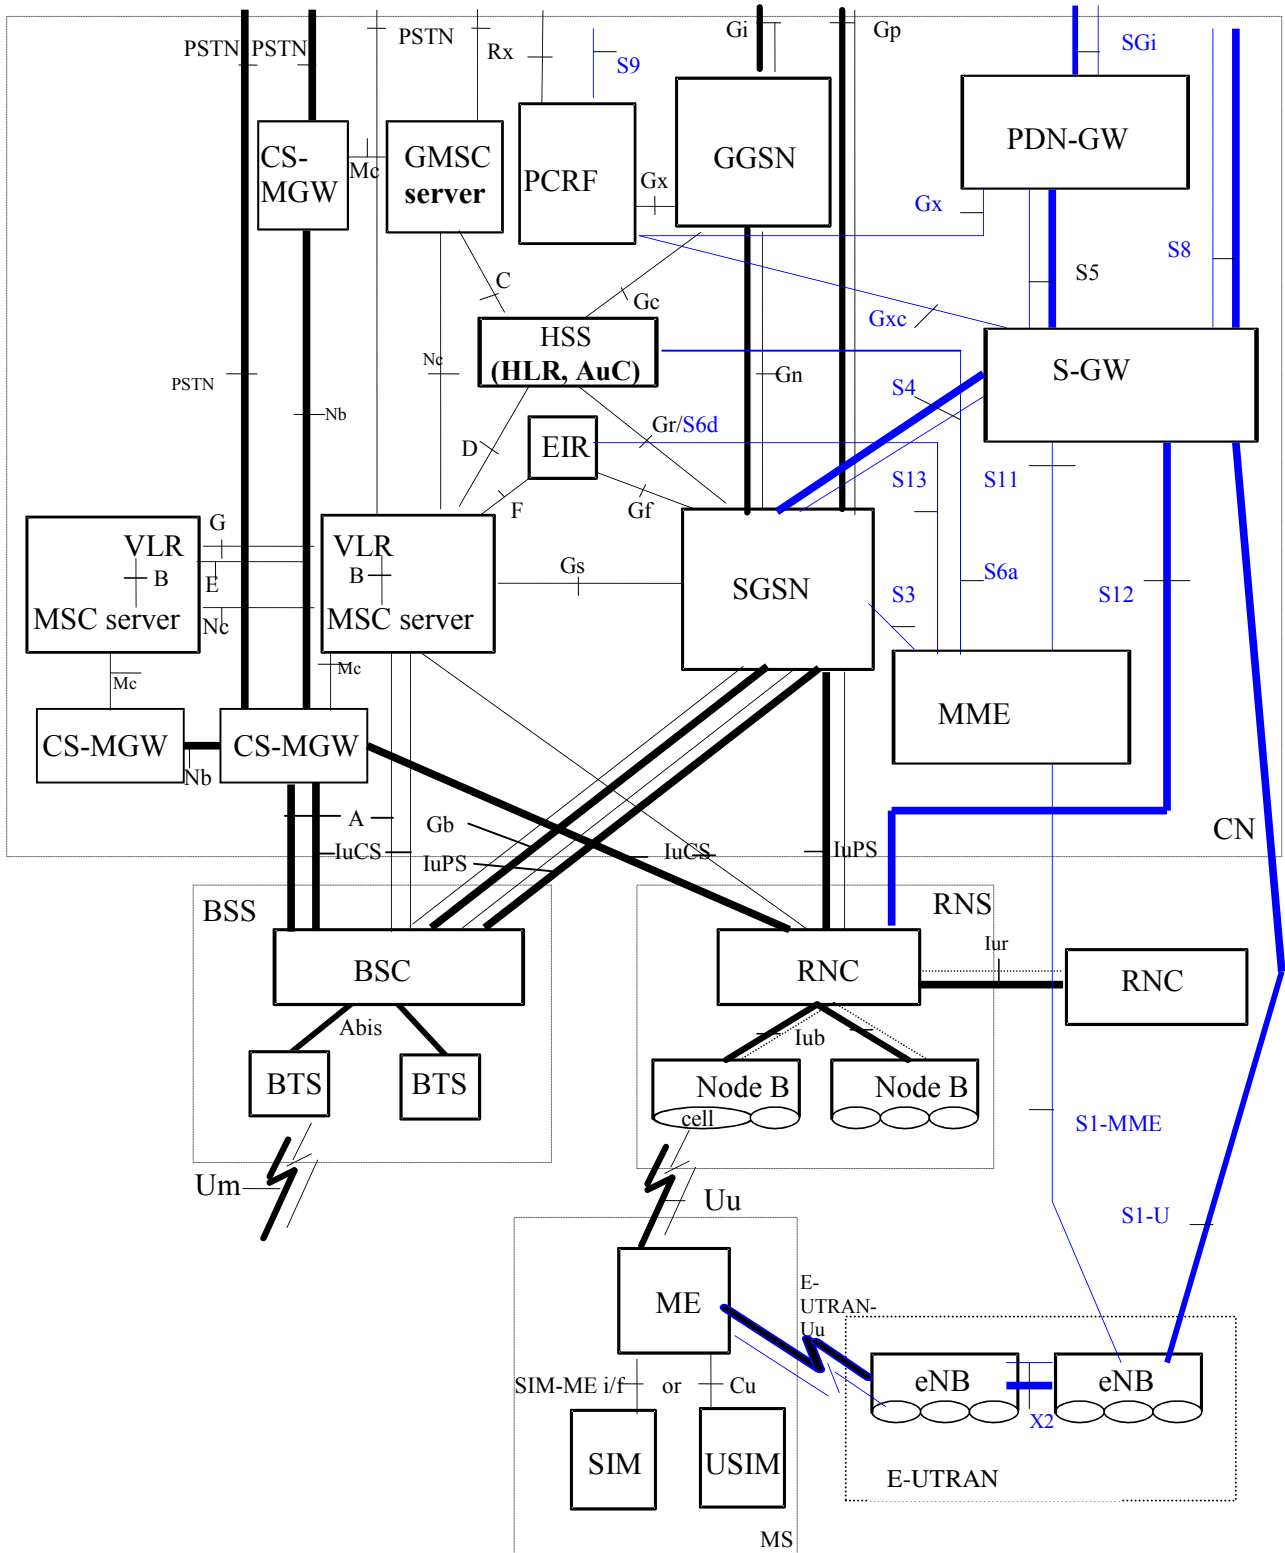 Gi
Gp
PSTN
PSTN
PSTN
Rx
S9
SGi
CS-
MGW
Mc
GMSC
server
PCRF
Gx
GGSN
PDN-GW
Gx
S8
S5
C
Gc
Gxc
HSS
(HLR, AuC)
Nc
Gn
S-GW
PSTN
S4
Nb
Gr/S6d
D
EIR
S13
S11
F
Gf
G
VLR
B
E
MSC server
Nc
VLR
B
MSC server
Gs
SGSN
S3
S6a
S12
Mc
Mc
MME
CS-MGW
Nb
CS-MGW
A
Gb
IuCS
IuPS
IuCS
IuPS
CN
BSS
RNS
BSC
RNC
Iur
RNC
Abis
Iub
BTS
BTS
Node B
cell
Node B
S1-MME
Um
Uu
S1-U
ME
E-
UTRAN-
Uu
eNB
eNB
X2
SIM-ME i/f
or
Cu
SIM
USIM
E-UTRAN
MS